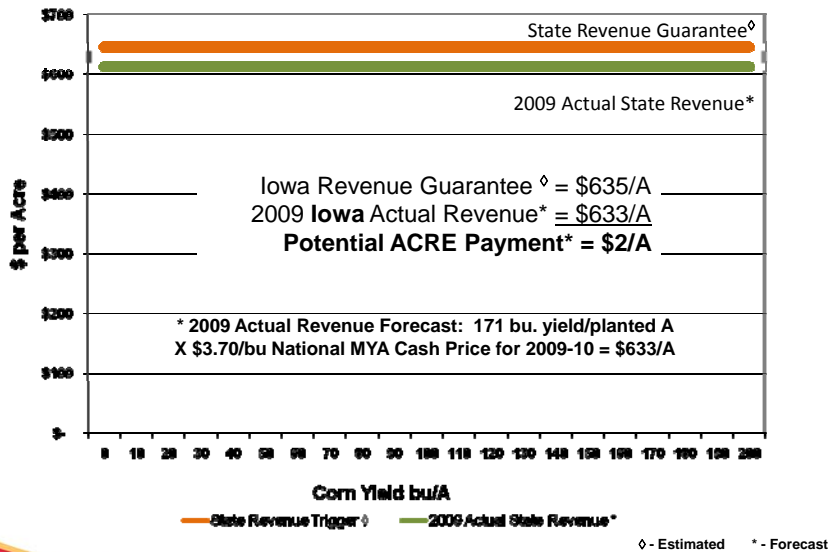 $700
State Revenue Guarantee◊
$600
2009 Actual State Revenue*
$500
Iowa Revenue Guarantee ◊ = $635/A
$400
2009 Iowa Actual Revenue* = $633/A
Potential ACRE Payment* = $2/A
$300
$ per Acre
$200
* 2009 Actual Revenue Forecast: 171 bu. yield/planted A
X $3.70/bu National MYA Cash Price for 2009-10 = $633/A
$100
$-
0 10 20 30 40 50 60 70 80 90 100 110 120 130 140 150 160 170 180 190 200
Corn Yield bu/A
State Revenue Trigger ◊ 2009 Actual State Revenue *
◊ - Estimated * - Forecast